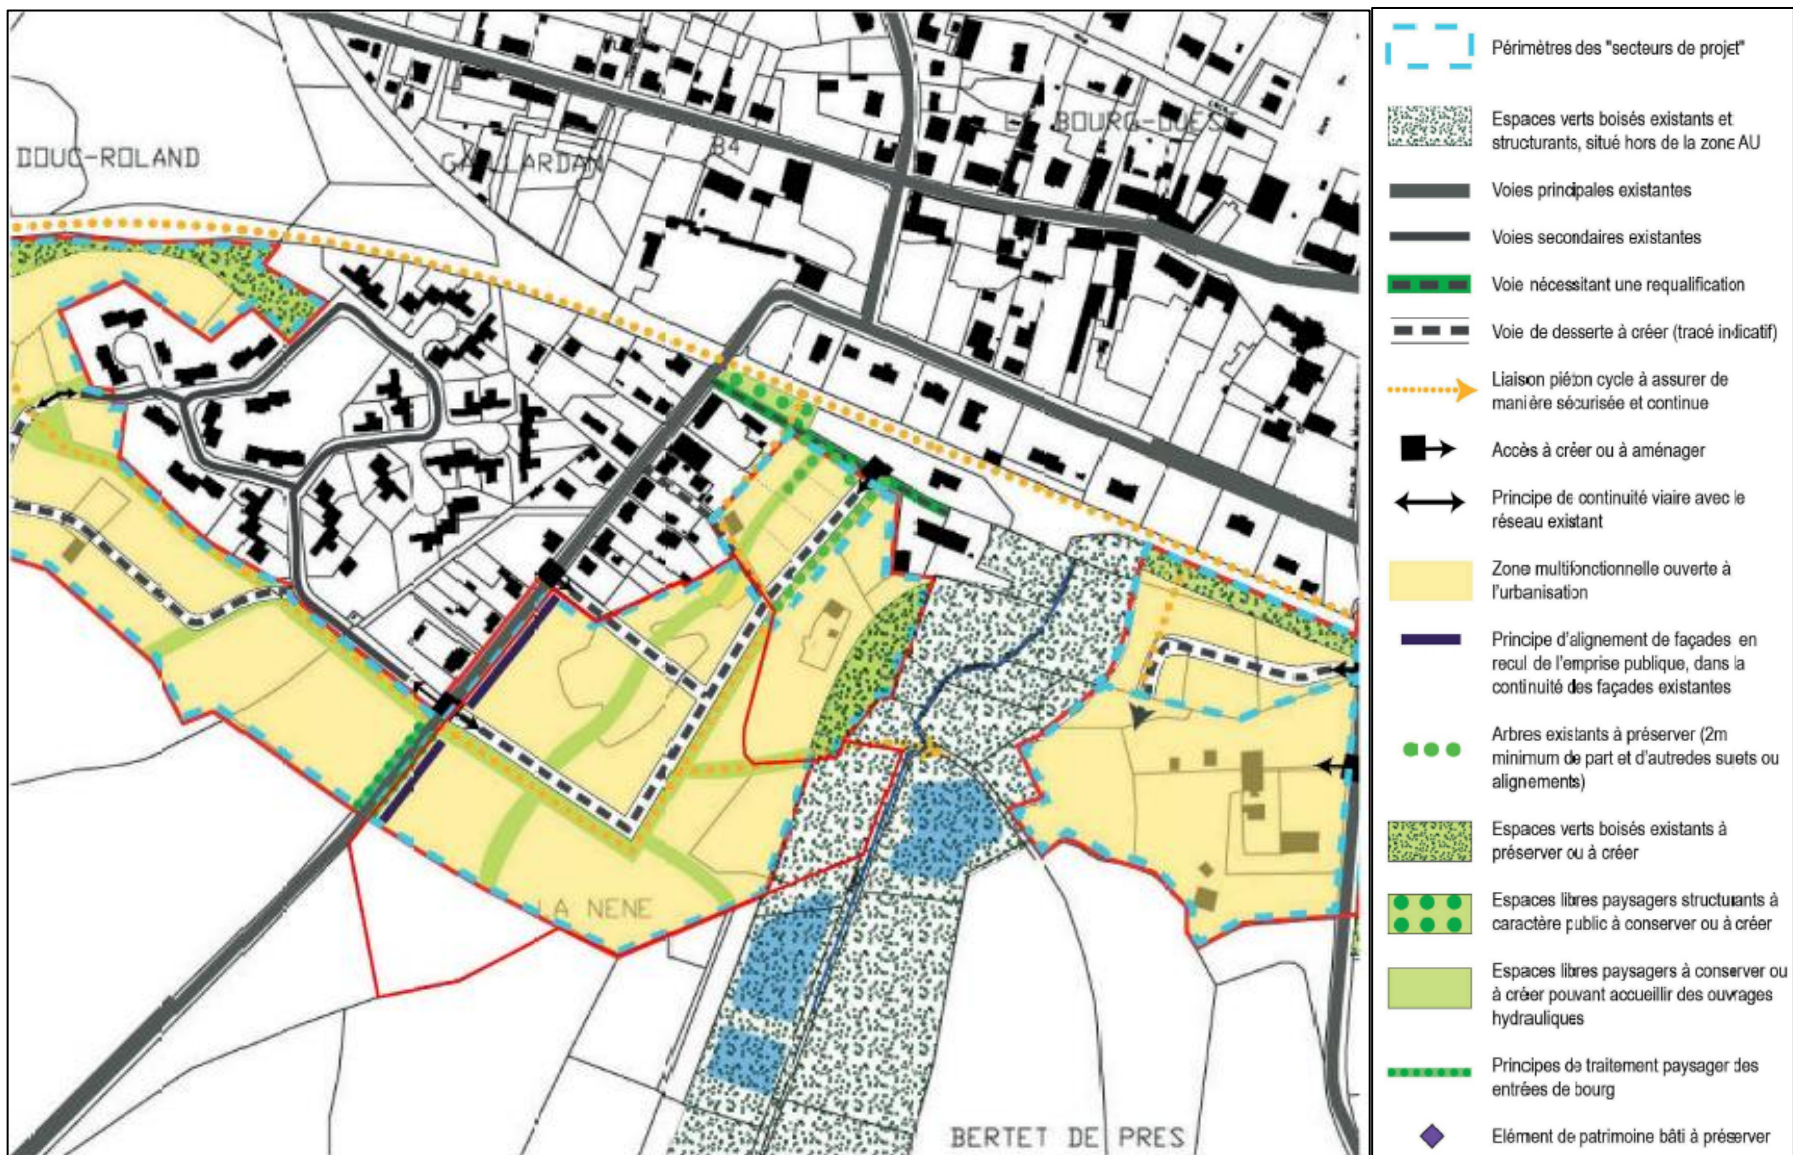 DOUC-ROLAND
GAILLARDAN
84
LE BOURG-OUEST
LA NENE
BERTET DE PRES
Périmètres des "secteurs de projet"
Espaces verts boisés existants et
structurants, situé hors de la zone AU
Voies principales existantes
Voies secondaires existantes
Voie nécessitant une requalification
Voie de desserte à créer (tracé indicatif)
Liaison piéton cycle à assurer de
manière sécurisée et continue
Accès à créer ou à aménager
Principe de continuité viaire avec le
réseau existant
Zone multifonctionnelle ouverte à
l'urbanisation
Principe d'alignement de façades en
recul de l'emprise publique, dans la
continuité des façades existantes
Arbres existants à préserver (2m
minimum de part et d'autredes sujets ou
alignements)
Espaces verts boisés existants à
préserver ou à créer
Espaces libres paysagers structurants à
caractère public à conserver ou à créer
Espaces libres paysagers à conserver ou
à créer pouvant accueillir des ouvrages
hydrauliques
Principes de traitement paysager des
entrées de bourg
Elément de patrimoine bâti à préserver